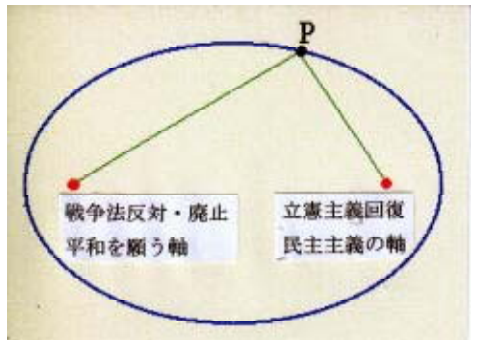 P
戦争法反対・廃止
平和を願う軸
立憲主義回復
民主主義の軸